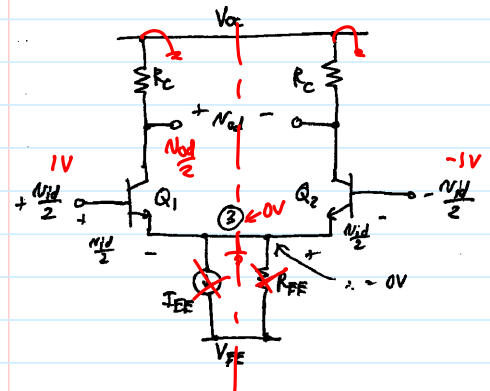 Vcc
Rc
Rc
+ Vod -
Vod/2
1V
-1V
+ Vid/2
Q1
Q2
- Vid/2
3
0V
+
-
Vid/2
-
+
Vid/2
IEE
REE
∴ = 0V
VEE